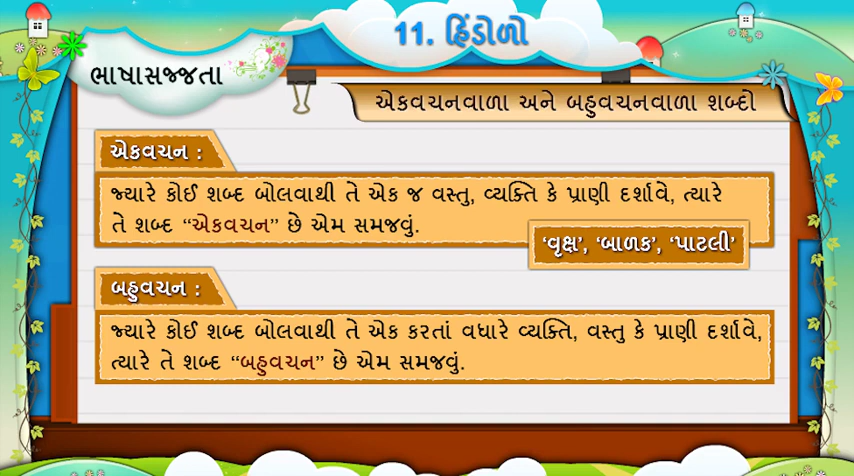 11. હિંડોળો
ભાષાસજ્જતા
એકવચનવાળા અને બહુવચનવાળા શબ્દો
એકવચન :
જ્યારે કોઈ શબ્દ બોલવાથી તે એક જ વસ્તુ, વ્યક્તિ કે પ્રાણી દર્શાવે, ત્યારે
તે શબ્દ “એકવચન” છે એમ સમજવું.
‘વૃક્ષ’, ‘બાળક’, ‘પાટલી’
બહુવચન :
જ્યારે કોઈ શબ્દ બોલવાથી તે એક કરતાં વધારે વ્યક્તિ, વસ્તુ કે પ્રાણી દર્શાવે,
ત્યારે તે શબ્દ “બહુવચન” છે એમ સમજવું.